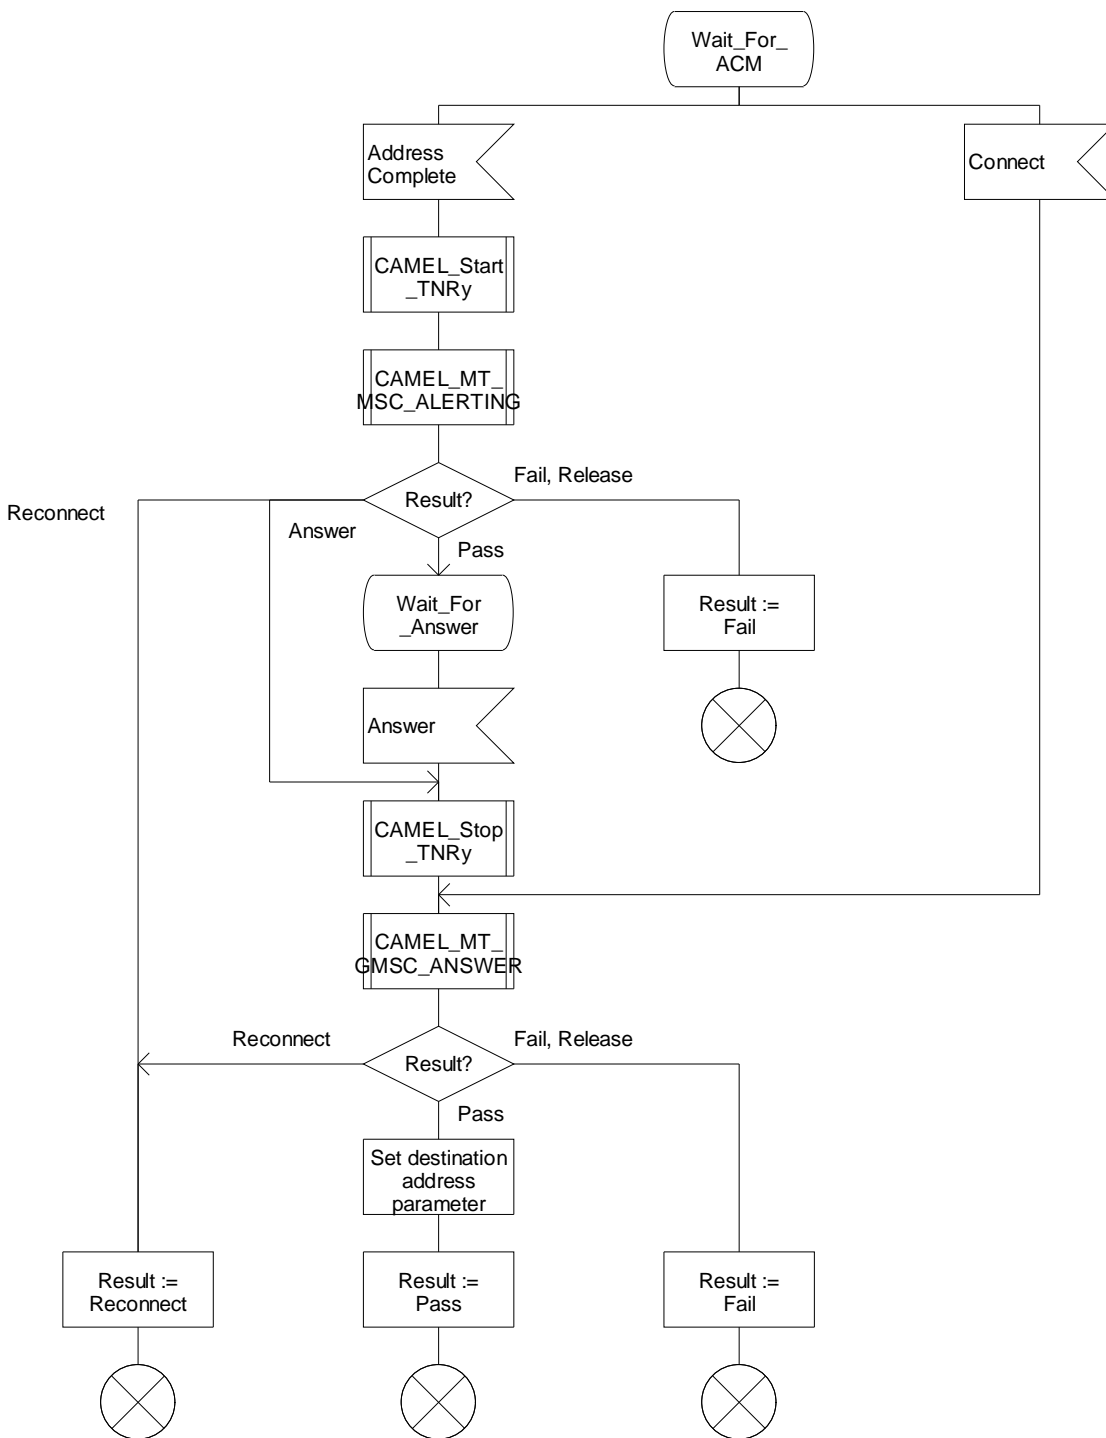 Wait_For_
ACM
Address
Complete
Connect
CAMEL_Start
_TNRy
CAMEL_MT_
MSC_ALERTING
Fail, Release
Result?
Reconnect
Answer
Pass
Wait_For
_Answer
Result :=
Fail
Answer
CAMEL_Stop
_TNRy
CAMEL_MT_
GMSC_ANSWER
Reconnect
Fail, Release
Result?
Pass
Set destination
address
parameter
Result :=
Reconnect
Result :=
Pass
Result :=
Fail